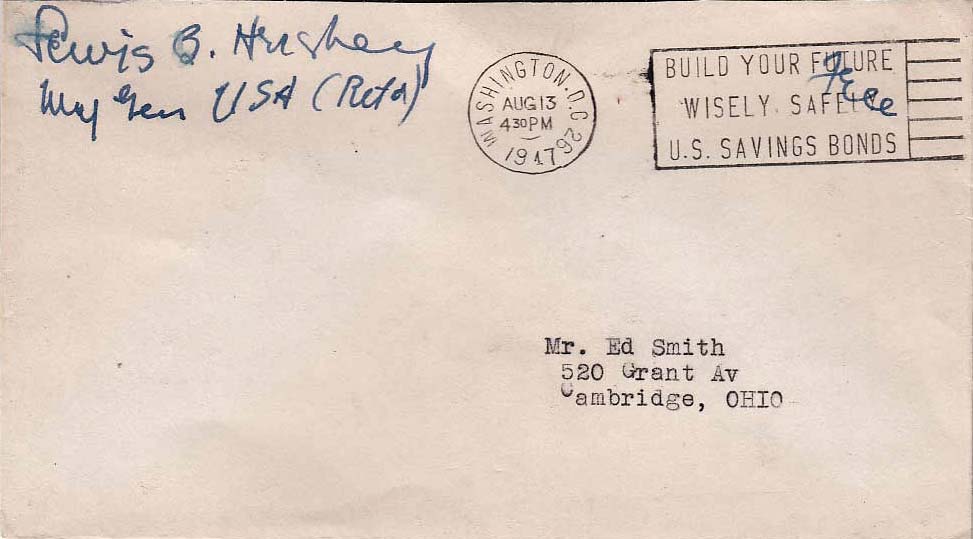 Lewis B. Hershey
Maj Gen USA (Retd)
WASHINGTON, D.C. 26
AUG 13
4 30 PM
1947
BUILD YOUR FUTURE
WISELY. SAFELY
U.S. SAVINGS BONDS
Mr. Ed Smith
520 Grant Av
Cambridge, OHIO